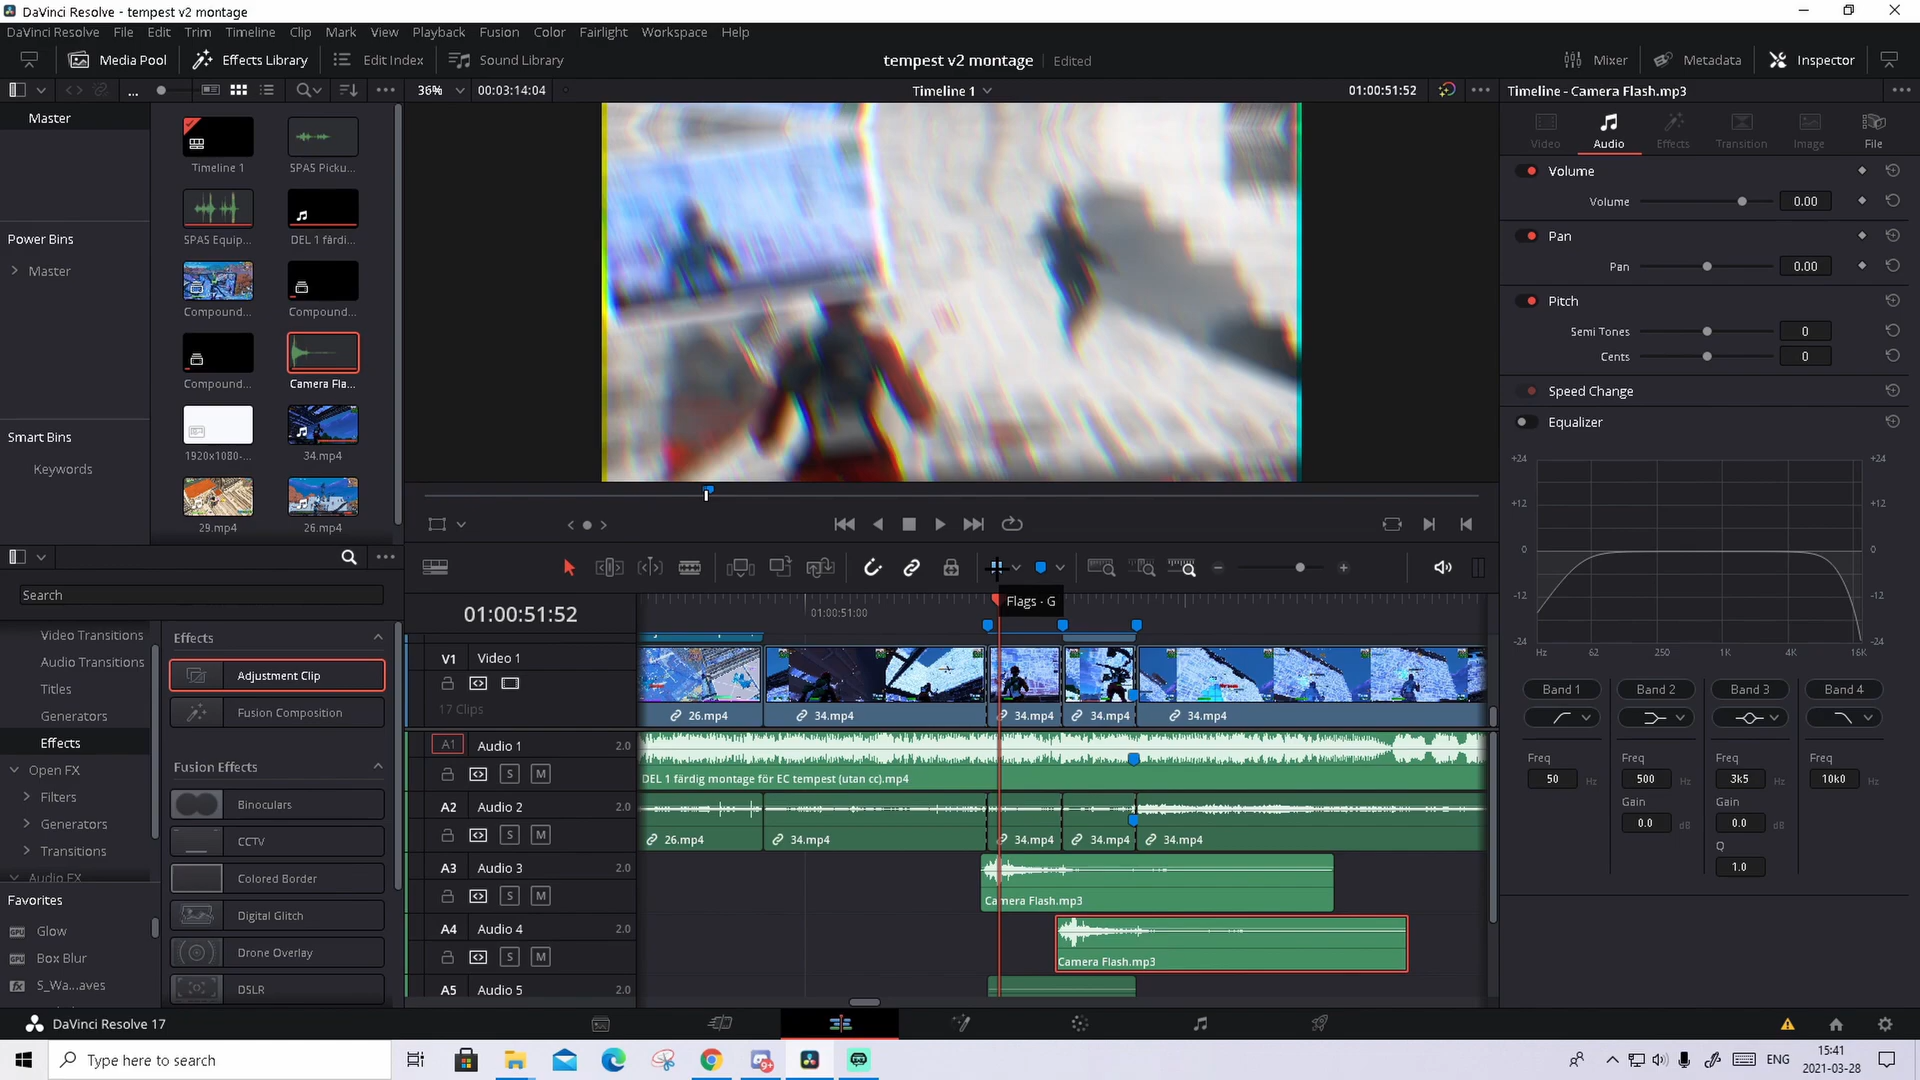 DaVinci Resolve - tempest v2 montage
DaVinci Resolve File Edit Trim Timeline Clip Mark View Playback Fusion Color Fairlight Workspace Help
Media Pool Effects Library Edit Index Sound Library tempest v2 montage Edited Mixer Metadata Inspector
... 36% 00:03:14:04 Timeline 1 01:00:51:52 Timeline - Camera Flash.mp3
Master
Timeline 1 SPAS Picku...
SPAS Equip... DEL 1 färdi...
Compound... Compound...
Compound... Camera Fla...
1920x1080-... 34.mp4
29.mp4 26.mp4
Power Bins
Master
Smart Bins
Keywords
Video Audio Effects Transition Image File
Volume
Volume 0.00
Pan
Pan 0.00
Pitch
Semi Tones 0
Cents 0
Speed Change
Equalizer
+24 +24
+12 +12
0 0
-12 -12
-24 -24
Hz 62 250 1K 4K 16K
Band 1 Band 2 Band 3 Band 4
Freq Freq Freq Freq
50 Hz 500 Hz 3k5 Hz 10k0 Hz
Gain Gain
0.0 dB 0.0 dB
Q
1.0
Search
Video Transitions
Audio Transitions
Titles
Generators
Effects
Open FX
Filters
Generators
Transitions
Audio FX
Favorites
Glow
Box Blur
S_Wa...aves
Effects
Adjustment Clip
Fusion Composition
Fusion Effects
Binoculars
CCTV
Colored Border
Digital Glitch
Drone Overlay
DSLR
01:00:51:52 01:00:51:00 Flags - G
V1 Video 1
17 Clips
26.mp4 34.mp4 34.mp4 34.mp4 34.mp4
A1 Audio 1 2.0
S M
DEL 1 färdig montage för EC tempest (utan cc).mp4
A2 Audio 2 2.0
S M
26.mp4 34.mp4 34.mp4 34.mp4 34.mp4
A3 Audio 3 2.0
S M
Camera Flash.mp3
A4 Audio 4 2.0
S M
Camera Flash.mp3
A5 Audio 5 2.0
DaVinci Resolve 17
Type here to search
9+
ENG
15:41
2021-03-28